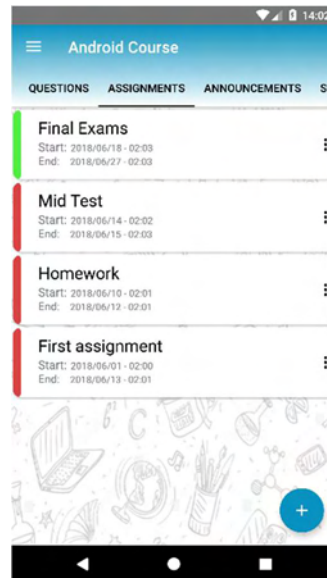 14:02
Android Course
QUESTIONS ASSIGNMENTS ANNOUNCEMENTS S
Final Exams
Start: 2018/06/18 - 02:03
End: 2018/06/27 - 02:03
Mid Test
Start: 2018/06/14 - 02:02
End: 2018/06/15 - 02:03
Homework
Start: 2018/06/10 - 02:01
End: 2018/06/12 - 02:01
First assignment
Start: 2018/06/01 - 02:00
End: 2018/06/13 - 02:01